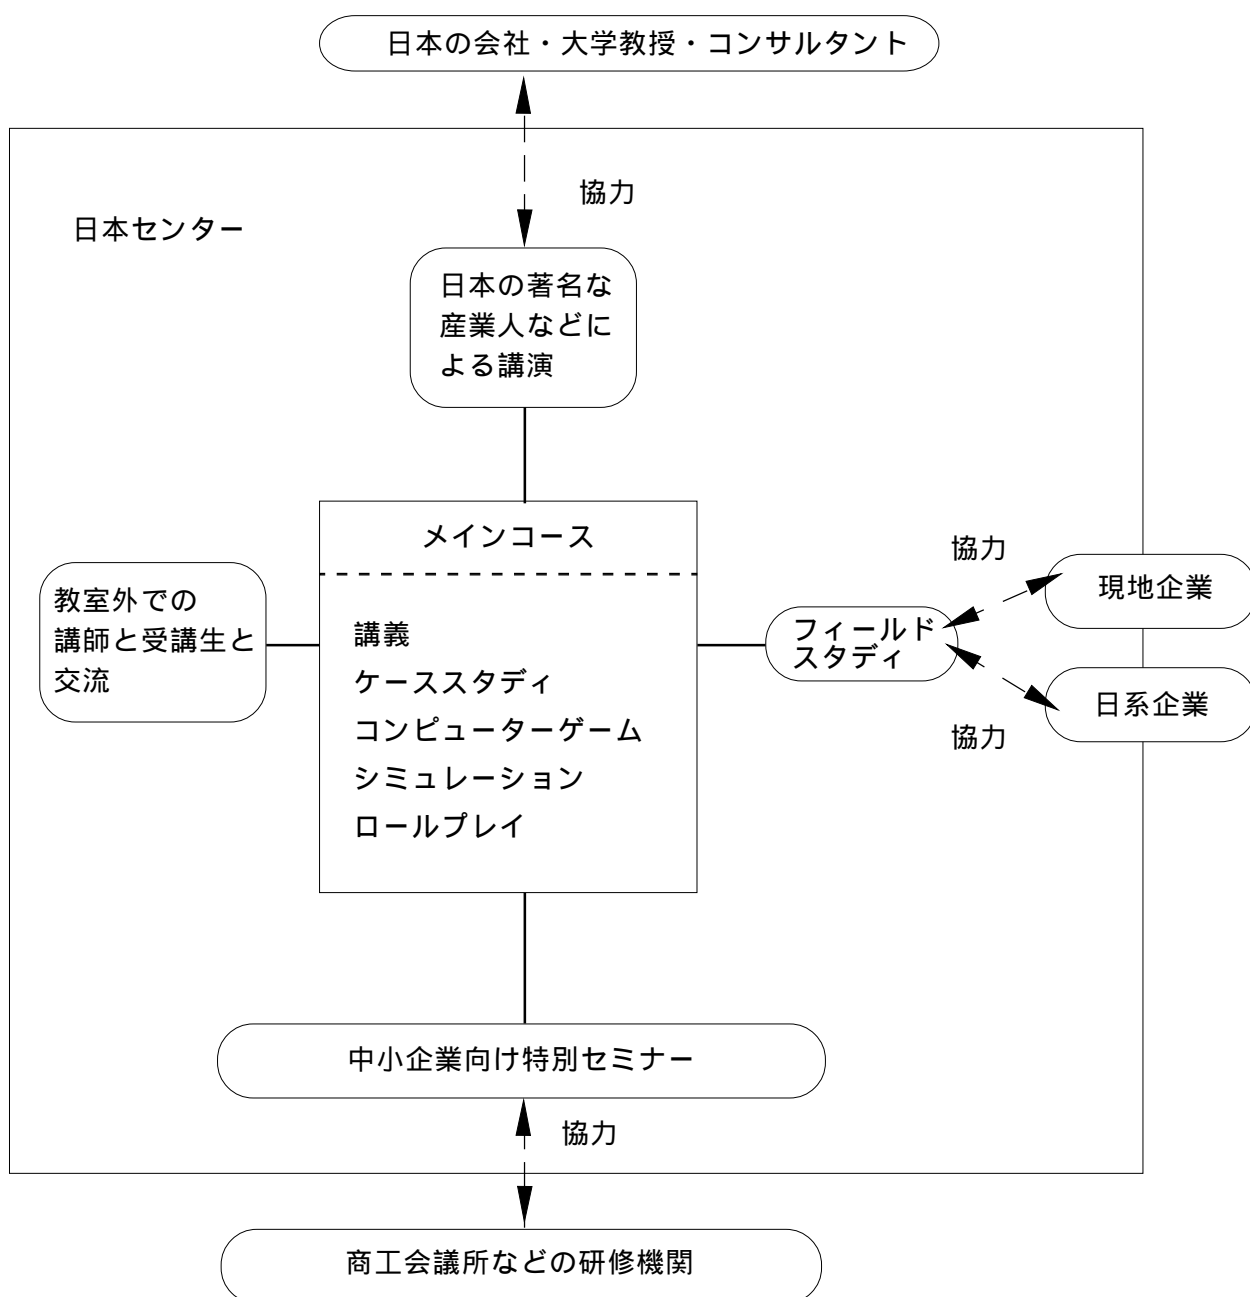 日本の会社・大学教授・コンサルタント
協力
日本センター
日本の著名な
産業人などに
よる講演
メインコース
協力
現地企業
教室外での
講師と受講生と
交流
講義
ケーススタディ
コンピューターゲーム
シミュレーション
ロールプレイ
フィールド
スタディ
日系企業
協力
中小企業向け特別セミナー
協力
商工会議所などの研修機関